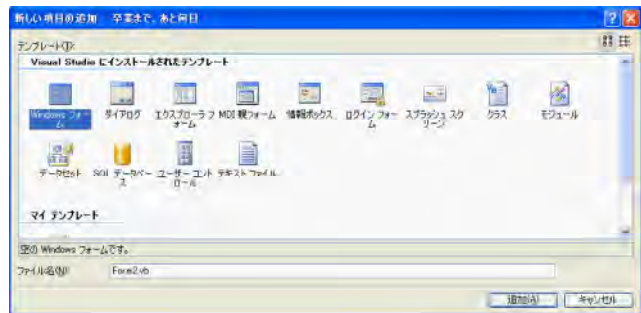 新しい項目の追加 - 卒業まで、あと何日
テンプレート(T):
Visual Studio にインストールされたテンプレート
Windows フォーム
ダイアログ
エクスプローラ フォーム
MDI 親フォーム
情報ボックス
ログイン フォーム
スプラッシュ スクリーン
クラス
モジュール
データセット
SQL データベース
ユーザー コントロール
テキスト ファイル
マイ テンプレート
空の Windows フォームです。
ファイル名(N):
Form2.vb
追加(A)
キャンセル